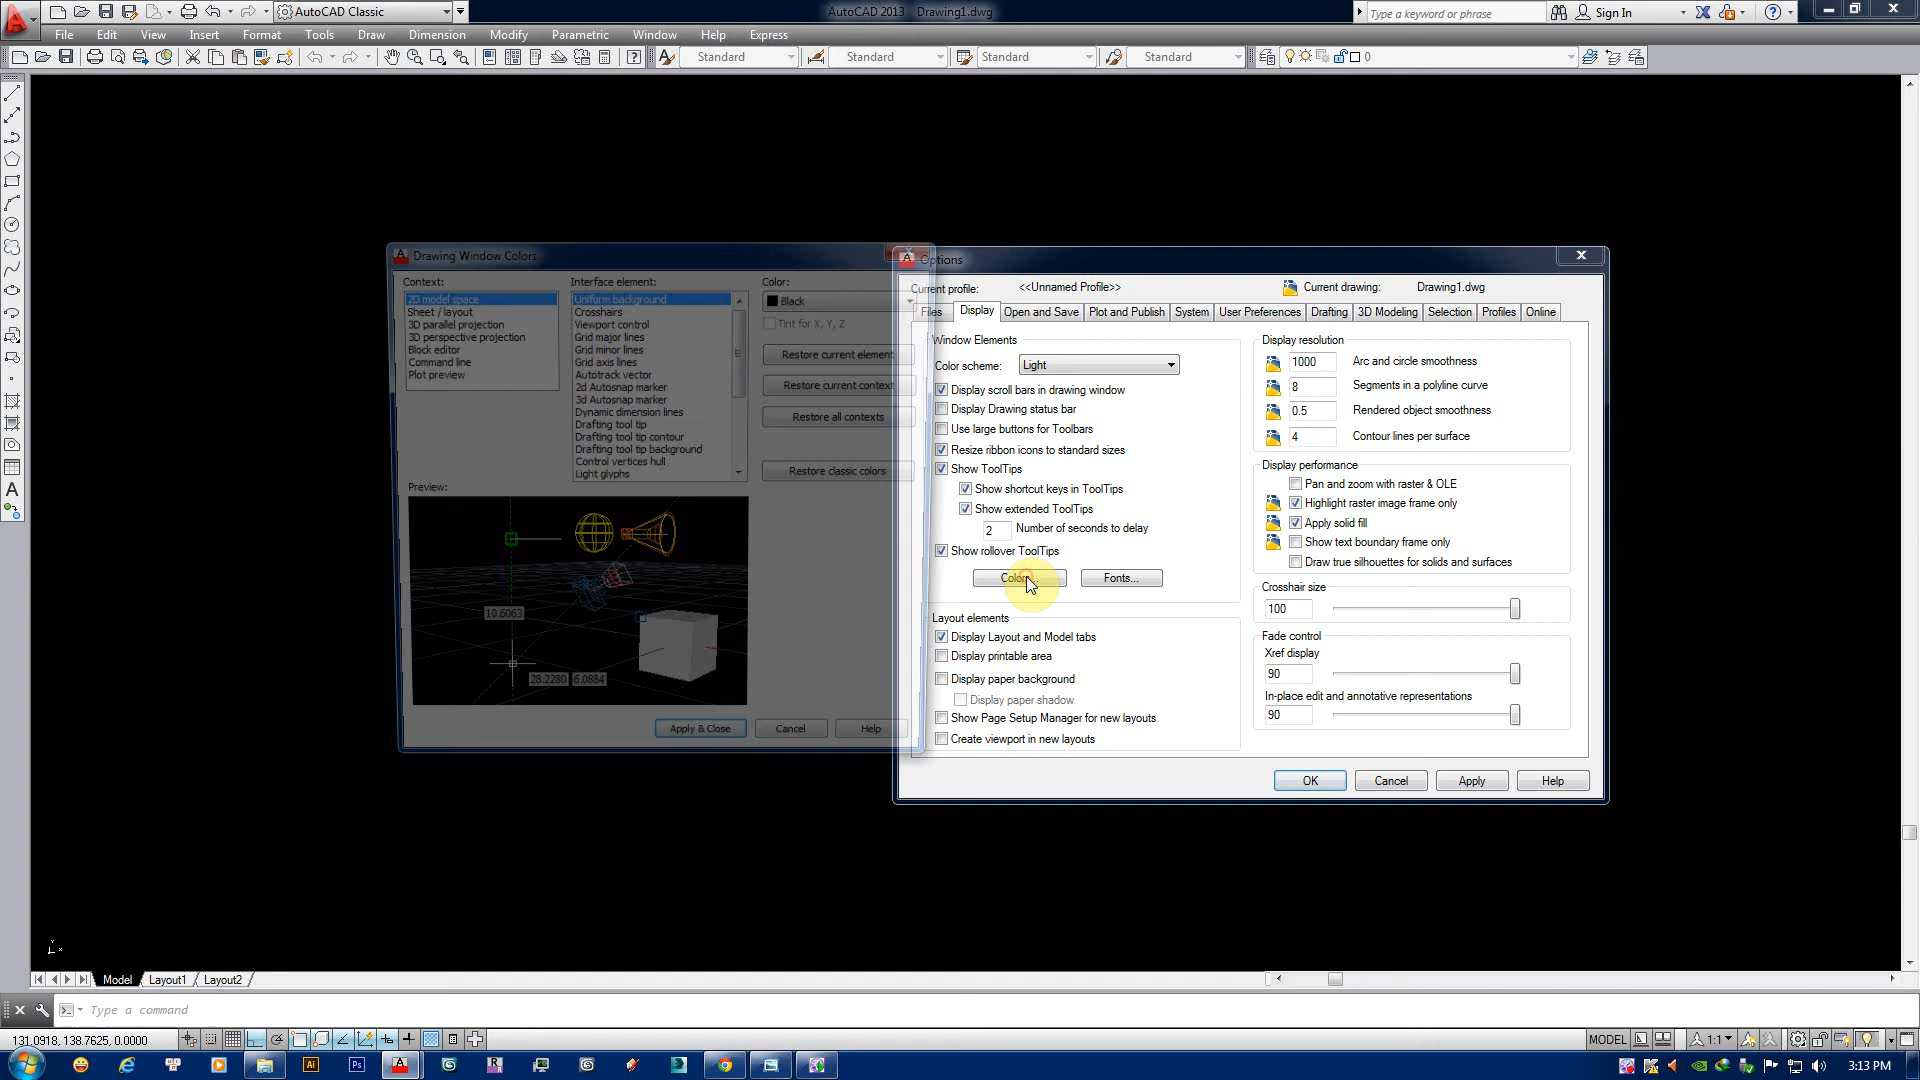 AutoCAD Classic
AutoCAD 2013 Drawing1.dwg
Type a keyword or phrase
Sign In
File Edit View Insert Format Tools Draw Dimension Modify Parametric Window Help Express
Standard Standard Standard Standard 0
Drawing Window Colors
Context: Interface element: Color:
2D model space
Sheet / layout
3D parallel projection
3D perspective projection
Block editor
Command line
Plot preview
Uniform background
Crosshairs
Viewport control
Grid major lines
Grid minor lines
Grid axis lines
Autotrack vector
2d Autosnap marker
3d Autosnap marker
Dynamic dimension lines
Drafting tool tip
Drafting tool tip contour
Drafting tool tip background
Control vertices hull
Light glyphs
Black
Tint for X, Y, Z
Restore current element
Restore current context
Restore all contexts
Restore classic colors
Preview:
10.6063
28.2280 6.0884
Apply & Close Cancel Help
Options
Current profile: <<Unnamed Profile>> Current drawing: Drawing1.dwg
Files Display Open and Save Plot and Publish System User Preferences Drafting 3D Modeling Selection Profiles Online
Window Elements
Color scheme: Light
Display scroll bars in drawing window
Display Drawing status bar
Use large buttons for Toolbars
Resize ribbon icons to standard sizes
Show ToolTips
Show shortcut keys in ToolTips
Show extended ToolTips
2 Number of seconds to delay
Show rollover ToolTips
Fonts...
Layout elements
Display Layout and Model tabs
Display printable area
Display paper background
Display paper shadow
Show Page Setup Manager for new layouts
Create viewport in new layouts
Display resolution
1000 Arc and circle smoothness
8 Segments in a polyline curve
0.5 Rendered object smoothness
4 Contour lines per surface
Display performance
Pan and zoom with raster & OLE
Highlight raster image frame only
Apply solid fill
Show text boundary frame only
Draw true silhouettes for solids and surfaces
Crosshair size
100
Fade control
Xref display
90
In-place edit and annotative representations
90
OK Cancel Apply Help
Model Layout1 Layout2
Type a command
131.0918, 138.7625, 0.0000
MODEL 1:1
3:13 PM